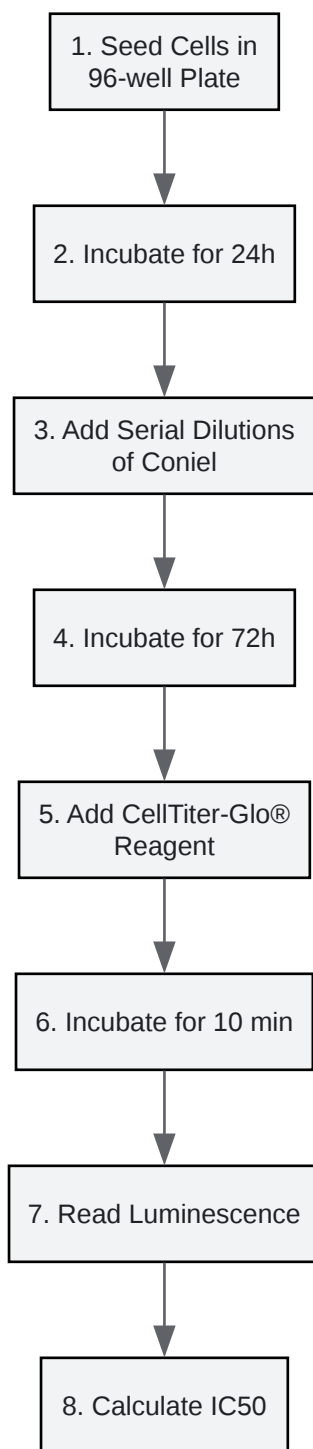 1. Seed Cells in
96-well Plate
2. Incubate for 24h
3. Add Serial Dilutions
of Coniel
4. Incubate for 72h
5. Add CellTiter-Glo®
Reagent
6. Incubate for 10 min
7. Read Luminescence
8. Calculate IC50